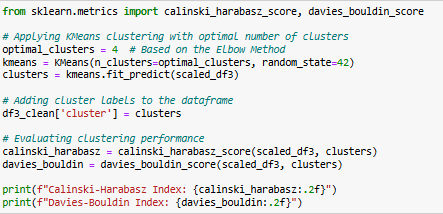 from sklearn.metrics import calinski_harabasz_score, davies_bouldin_score
# Applying KMeans clustering with optimal number of clusters
optimal_clusters = 4  # Based on the Elbow Method
kmeans = KMeans(n_clusters=optimal_clusters, random_state=42)
clusters = kmeans.fit_predict(scaled_df3)
# Adding cluster labels to the dataframe
df3_clean['cluster'] = clusters
# Evaluating clustering performance
calinski_harabasz = calinski_harabasz_score(scaled_df3, clusters)
davies_bouldin = davies_bouldin_score(scaled_df3, clusters)
print(f"Calinski-Harabasz Index: {calinski_harabasz:.2f}")
print(f"Davies-Bouldin Index: {davies_bouldin:.2f}")